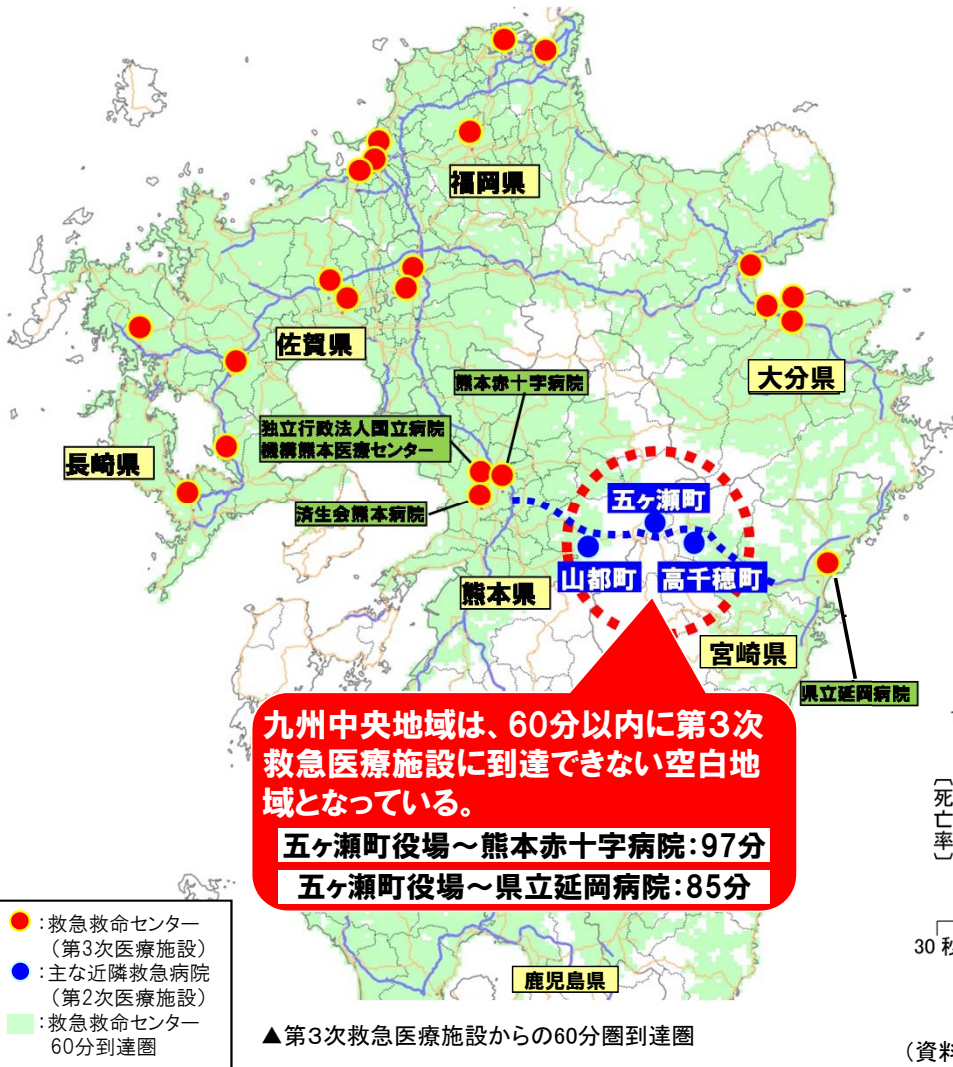 福岡県
佐賀県
大分県
熊本赤十字病院
独立行政法人国立病院
機構熊本医療センター
長崎県
済生会熊本病院
五ヶ瀬町
山都町
高千穂町
熊本県
宮崎県
県立延岡病院
九州中央地域は、60分以内に第3次
救急医療施設に到達できない空白地
域となっている。
五ヶ瀬町役場～熊本赤十字病院:97分
五ヶ瀬町役場～県立延岡病院:85分
〔死亡率〕
30 秒
鹿児島県
:救急救命センター
(第3次医療施設)
:主な近隣救急病院
(第2次医療施設)
:救急救命センター
60分到達圏
▲第3次救急医療施設からの60分圏到達圏
(資料